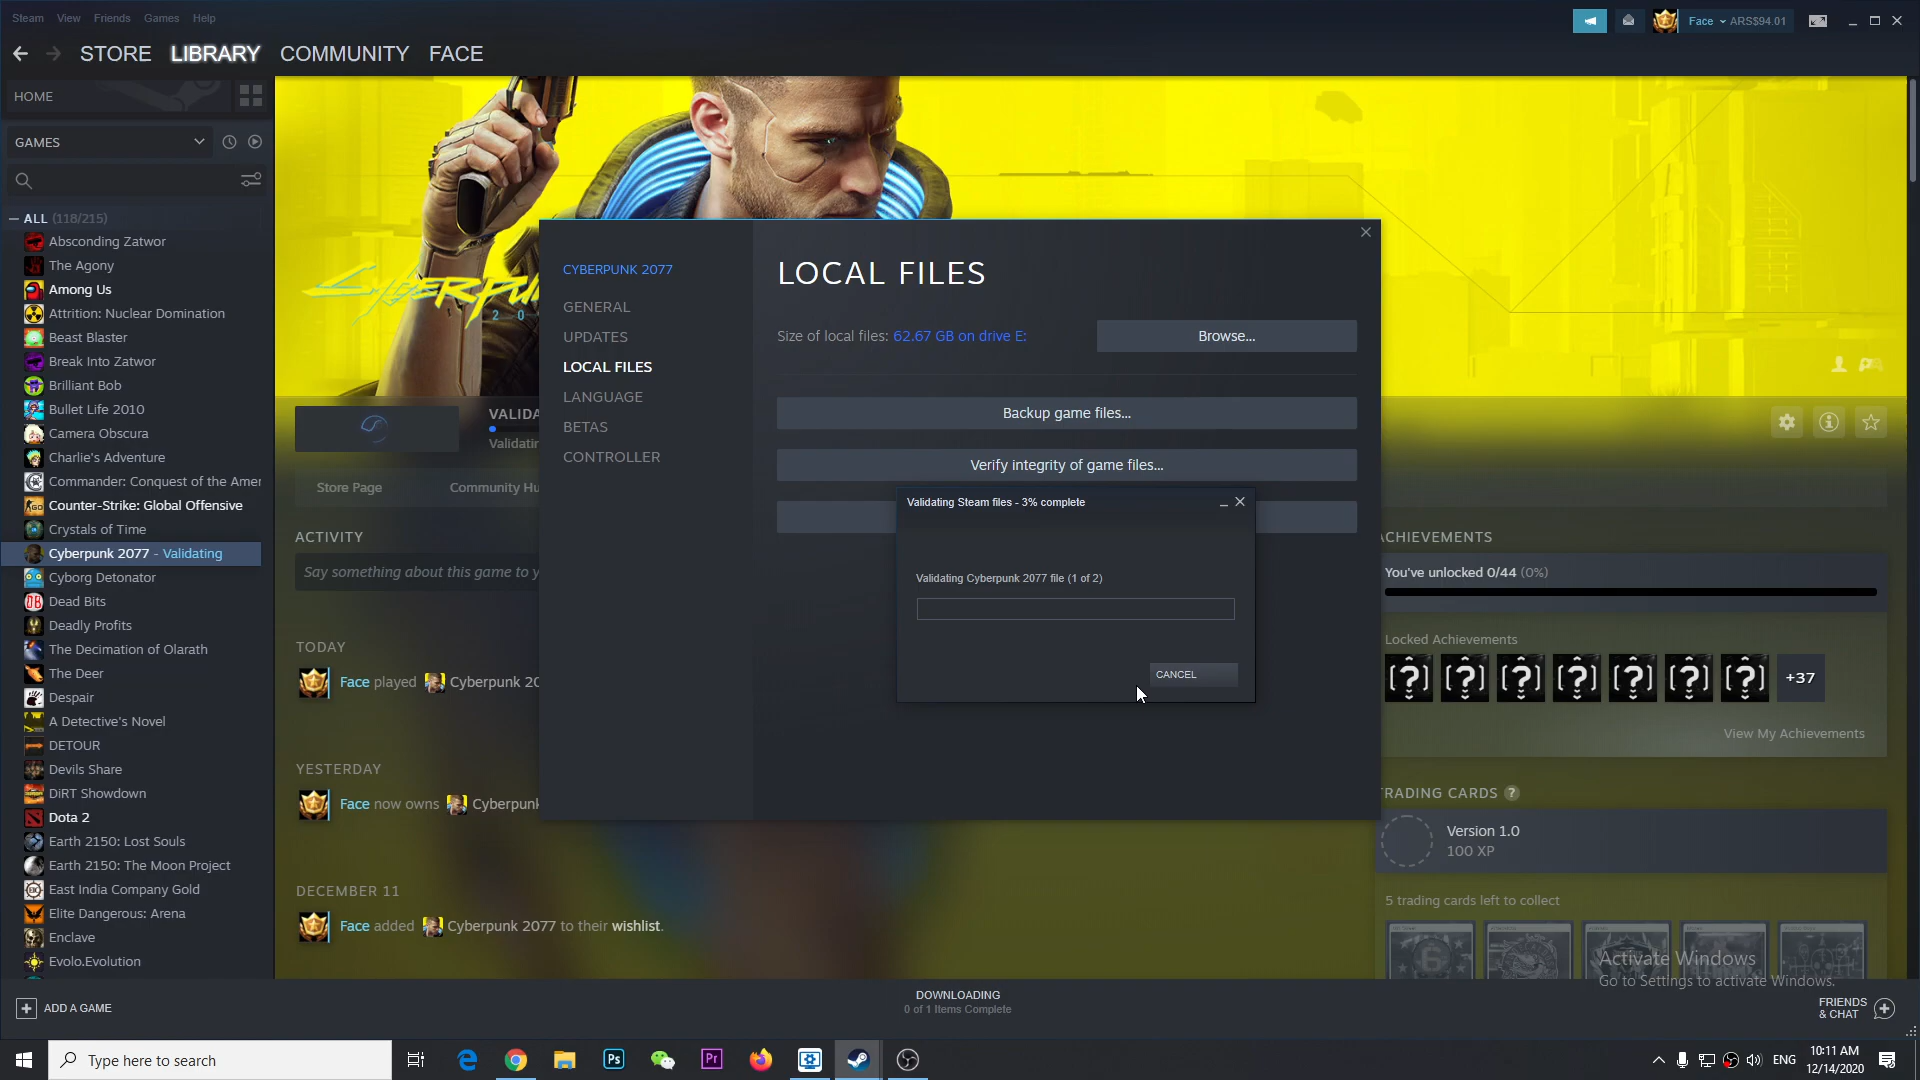 Steam View Friends Games Help
Face ARS$94.01
STORE LIBRARY COMMUNITY FACE
HOME
GAMES
ALL (118/215)
Absconding Zatwor
The Agony
Among Us
Attrition: Nuclear Domination
Beast Blaster
Break Into Zatwor
Brilliant Bob
Bullet Life 2010
Camera Obscura
Charlie's Adventure
Commander: Conquest of the Amer
Counter-Strike: Global Offensive
Crystals of Time
Cyberpunk 2077 - Validating
Cyborg Detonator
Dead Bits
Deadly Profits
The Decimation of Olarath
The Deer
Despair
A Detective's Novel
DETOUR
Devils Share
DiRT Showdown
Dota 2
Earth 2150: Lost Souls
Earth 2150: The Moon Project
East India Company Gold
Elite Dangerous: Arena
Enclave
Evolo.Evolution
VALIDA
Validatin
Store Page
Community Hu
ACTIVITY
Say something about this game to y
TODAY
Face played Cyberpunk 20
YESTERDAY
Face now owns Cyberpunk
DECEMBER 11
Face added Cyberpunk 2077 to their wishlist.
CYBERPUNK 2077
GENERAL
UPDATES
LOCAL FILES
LANGUAGE
BETAS
CONTROLLER
LOCAL FILES
Size of local files: 62.67 GB on drive E:
Browse...
Backup game files...
Verify integrity of game files...
Validating Steam files - 3% complete
Validating Cyberpunk 2077 file (1 of 2)
CANCEL
CHIEVEMENTS
You've unlocked 0/44 (0%)
Locked Achievements
+37
View My Achievements
TRADING CARDS ?
Version 1.0
100 XP
5 trading cards left to collect
Activate Windows
Go to Settings to activate Windows.
ADD A GAME
DOWNLOADING
0 of 1 Items Complete
FRIENDS
& CHAT
Type here to search
Ps
Pr
ENG
10:11 AM
12/14/2020